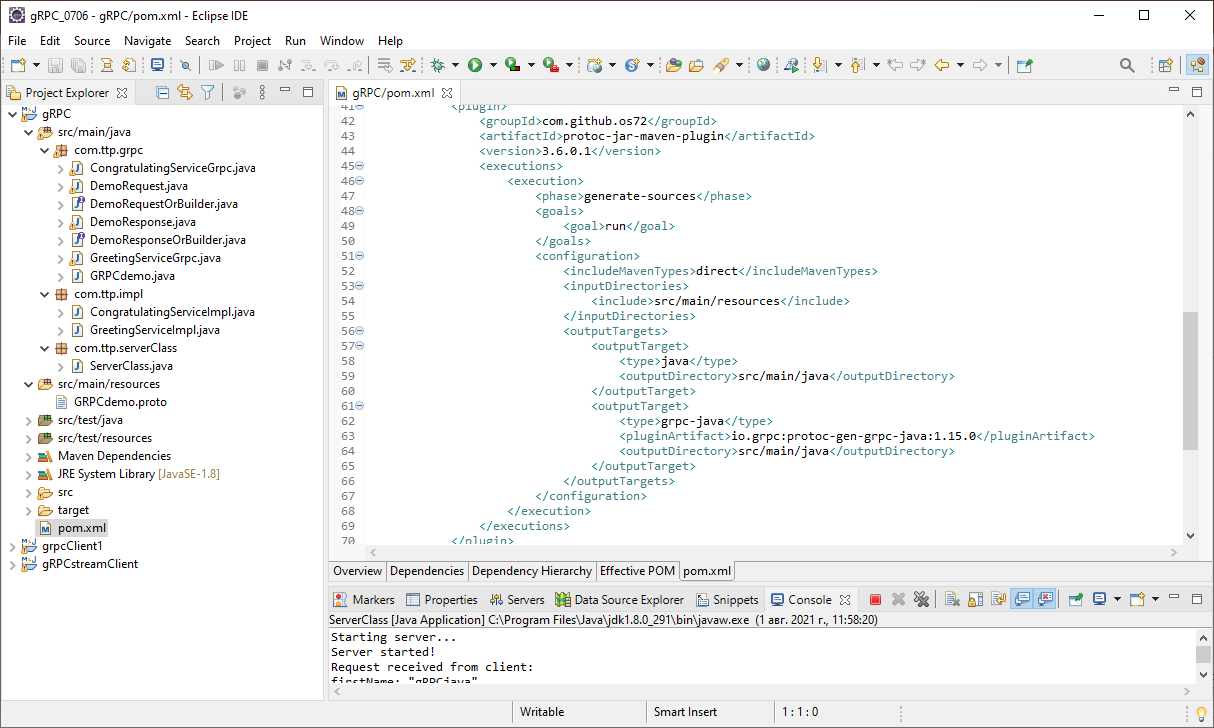 gRPC_0706 - gRPC/pom.xml - Eclipse IDE
File Edit Source Navigate Search Project Run Window Help
Project Explorer
gRPC
src/main/java
com.ttp.grpc
CongratulatingServiceGrpc.java
DemoRequest.java
DemoRequestOrBuilder.java
DemoResponse.java
DemoResponseOrBuilder.java
GreetingServiceGrpc.java
GRPCdemo.java
com.ttp.impl
CongratulatingServiceImpl.java
GreetingServiceImpl.java
com.ttp.serverClass
ServerClass.java
src/main/resources
GRPCdemo.proto
src/test/java
src/test/resources
Maven Dependencies
JRE System Library [JavaSE-1.8]
src
target
pom.xml
grpcClient1
gRPCstreamClient
gRPC/pom.xml
41 <plugin>
42 <groupId>com.github.os72</groupId>
43 <artifactId>protoc-jar-maven-plugin</artifactId>
44 <version>3.6.0.1</version>
45 <executions>
46 <execution>
47 <phase>generate-sources</phase>
48 <goals>
49 <goal>run</goal>
50 </goals>
51 <configuration>
52 <includeMavenTypes>direct</includeMavenTypes>
53 <inputDirectories>
54 <include>src/main/resources</include>
55 </inputDirectories>
56 <outputTargets>
57 <outputTarget>
58 <type>java</type>
59 <outputDirectory>src/main/java</outputDirectory>
60 </outputTarget>
61 <outputTarget>
62 <type>grpc-java</type>
63 <pluginArtifact>io.grpc:protoc-gen-grpc-java:1.15.0</pluginArtifact>
64 <outputDirectory>src/main/java</outputDirectory>
65 </outputTarget>
66 </outputTargets>
67 </configuration>
68 </execution>
69 </executions>
70 </plugin>
Overview Dependencies Dependency Hierarchy Effective POM pom.xml
Markers Properties Servers Data Source Explorer Snippets Console
ServerClass [Java Application] C:\Program Files\Java\jdk1.8.0_291\bin\javaw.exe (1 авг. 2021 г., 11:58:20)
Starting server...
Server started!
Request received from client:
firstName: "gRPCjava"
Writable Smart Insert 1 : 1 : 0